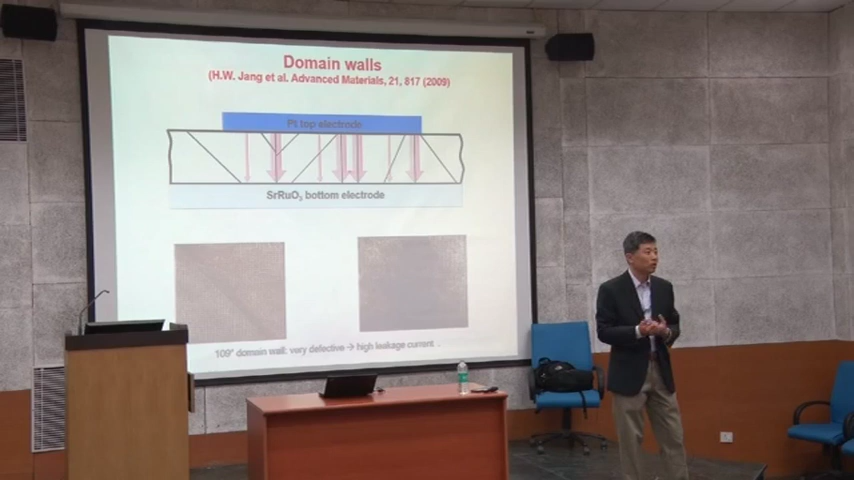 Domain walls
(H.W. Jang et al. Advanced Materials, 21, 817 (2009)
Pt top electrode
SrRuO₃ bottom electrode
109° domain wall: very defective → high leakage current .